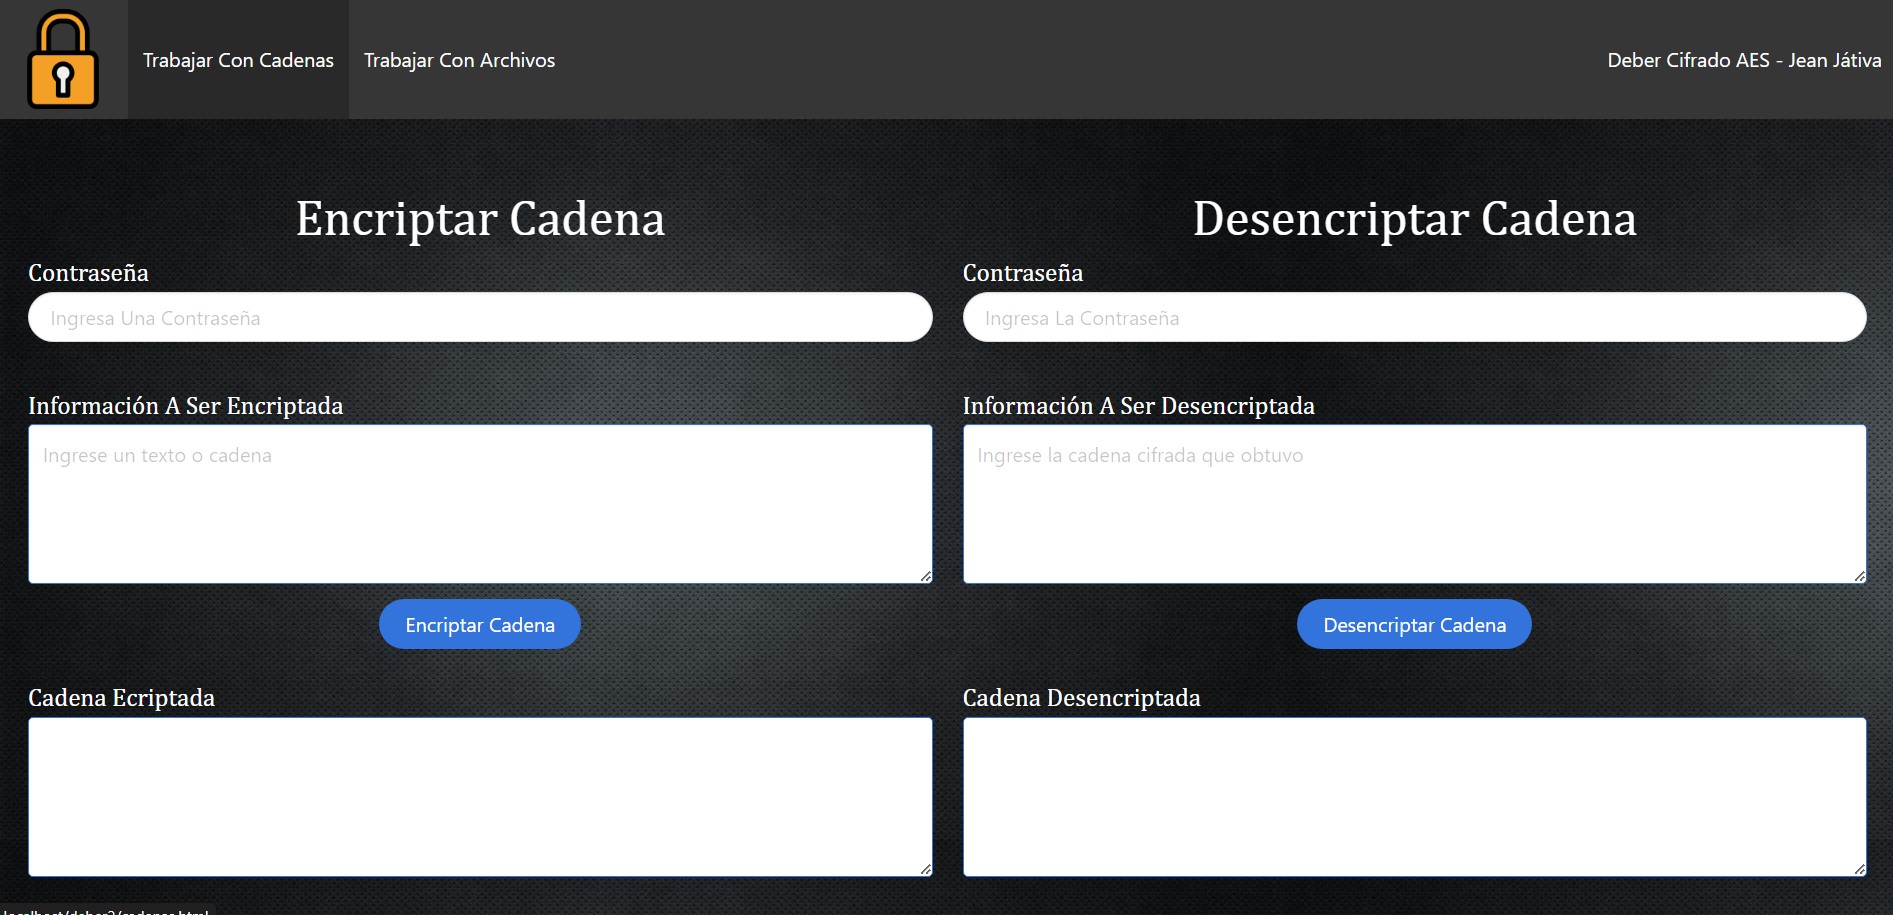 Trabajar Con Cadenas
Trabajar Con Archivos
Deber Cifrado AES - Jean Játiva
Encriptar Cadena
Contraseña
Ingresa Una Contraseña
Información A Ser Encriptada
Ingrese un texto o cadena
Encriptar Cadena
Cadena Ecriptada
Desencriptar Cadena
Contraseña
Ingresa La Contraseña
Información A Ser Desencriptada
Ingrese la cadena cifrada que obtuvo
Desencriptar Cadena
Cadena Desencriptada